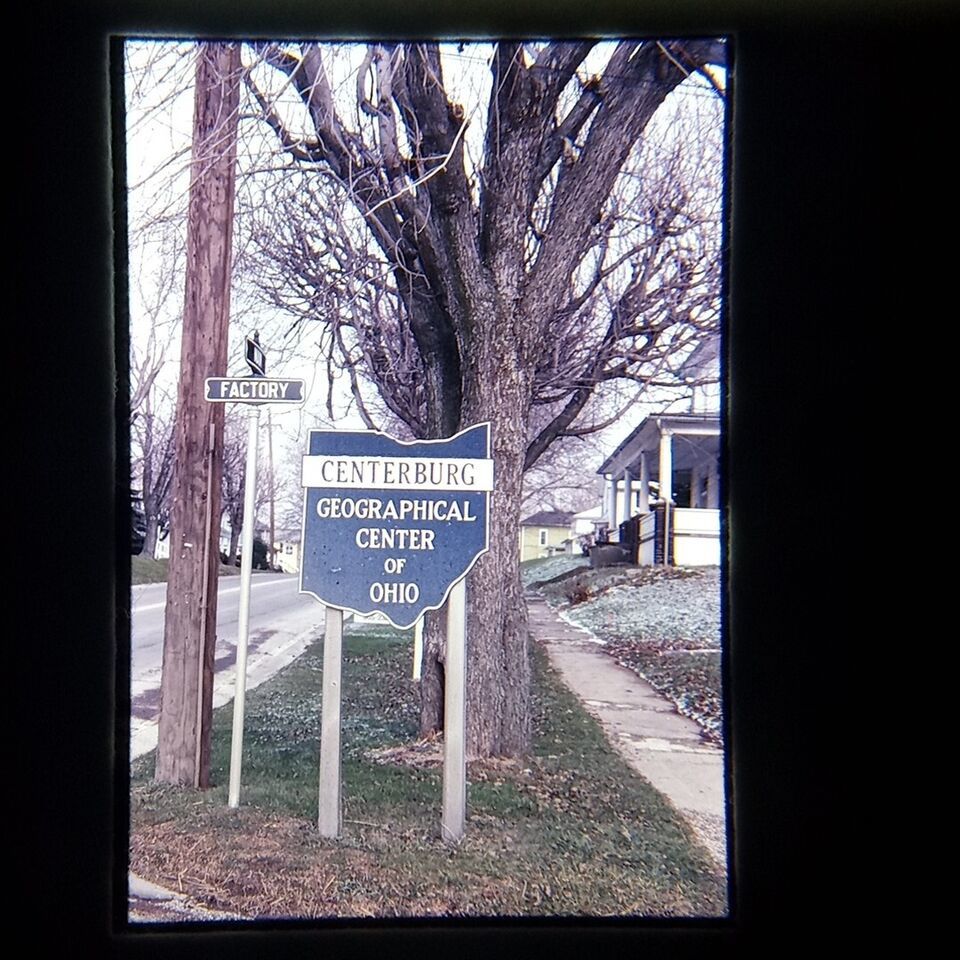 FACTORY
CENTERBURG
GEOGRAPHICAL
CENTER
OF
OHIO